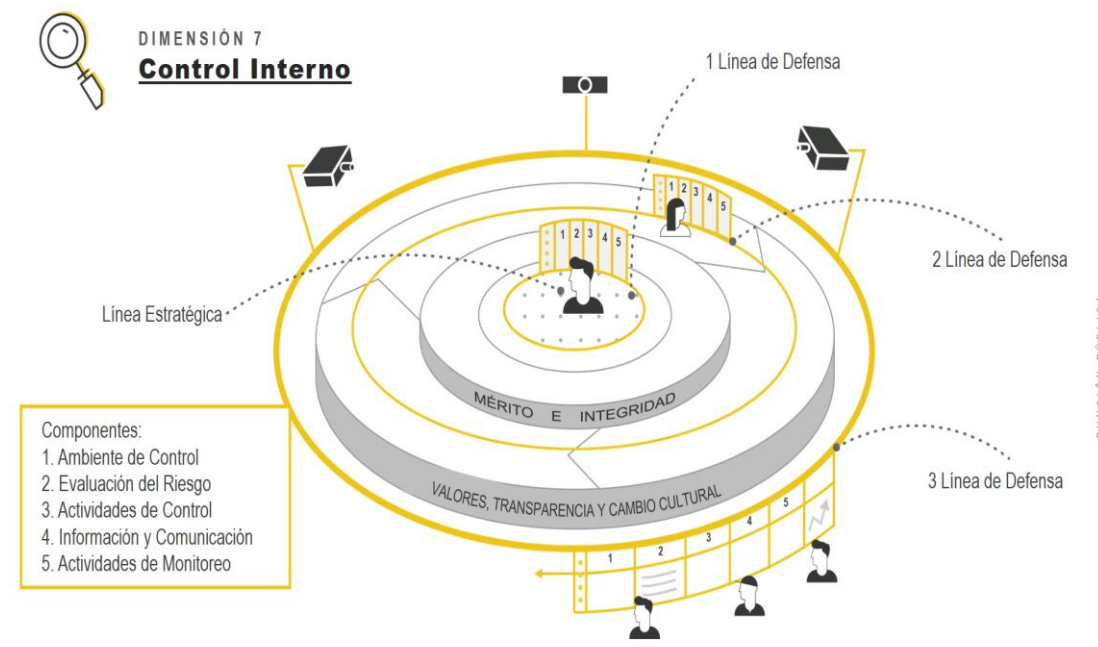 DIMENSIÓN 7
Control Interno
1 Línea de Defensa
2 Línea de Defensa
Línea Estratégica
3 Línea de Defensa
1 2 3 4 5
1 2 3 4 5
MÉRITO E INTEGRIDAD
VALORES, TRANSPARENCIA Y CAMBIO CULTURAL
1 2 3 4 5
Componentes:
1. Ambiente de Control
2. Evaluación del Riesgo
3. Actividades de Control
4. Información y Comunicación
5. Actividades de Monitoreo